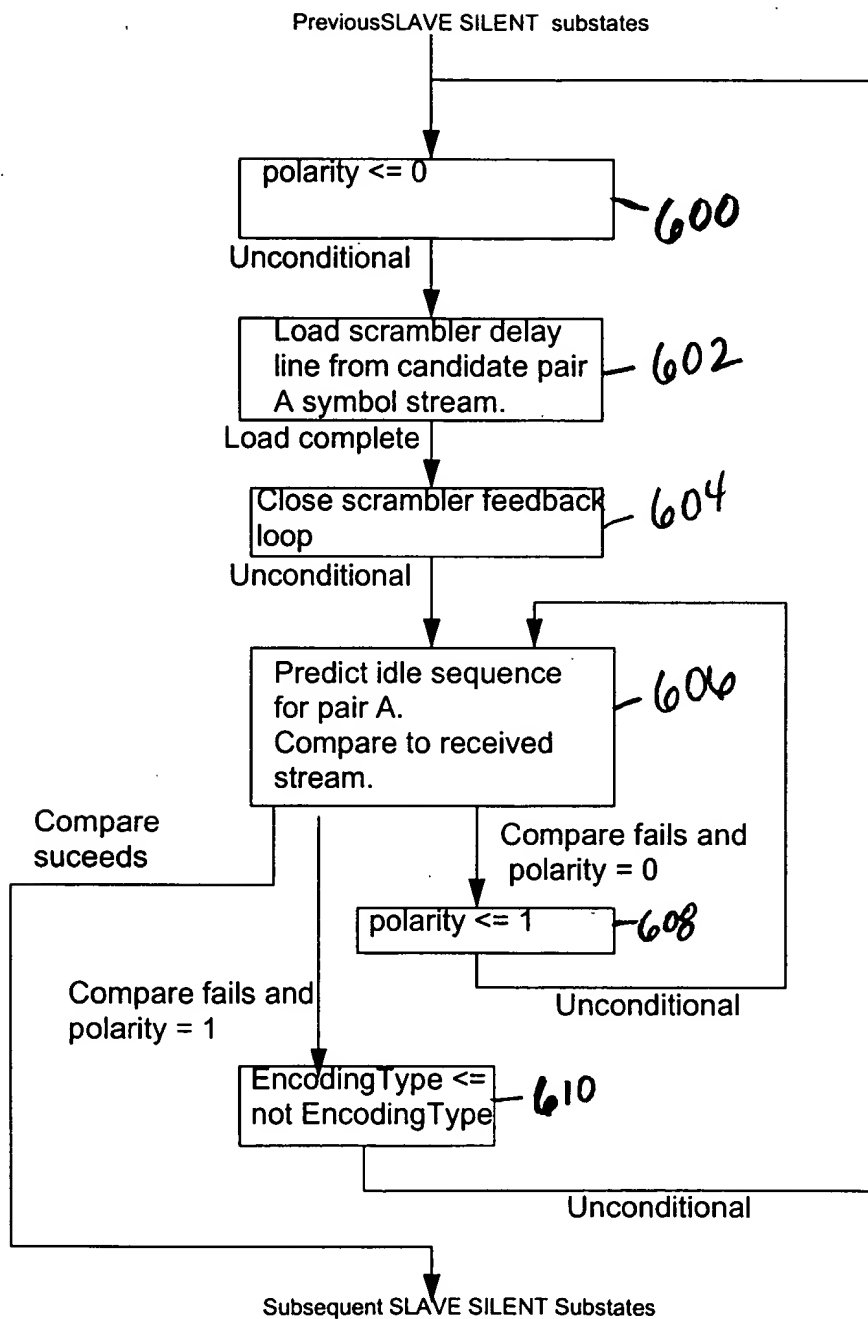 PreviousSLAVE SILENT substates
polarity <= 0
600
Unconditional
Load scrambler delay
line from candidate pair
A symbol stream.
602
Load complete
Close scrambler feedback
loop
604
Unconditional
Predict idle sequence
for pair A.
Compare to received
stream.
606
Compare
suceeds
Compare fails and
polarity = 0
polarity <= 1
608
Unconditional
Compare fails and
polarity = 1
EncodingType <=
not EncodingType
610
Unconditional
Subsequent SLAVE SILENT Substates